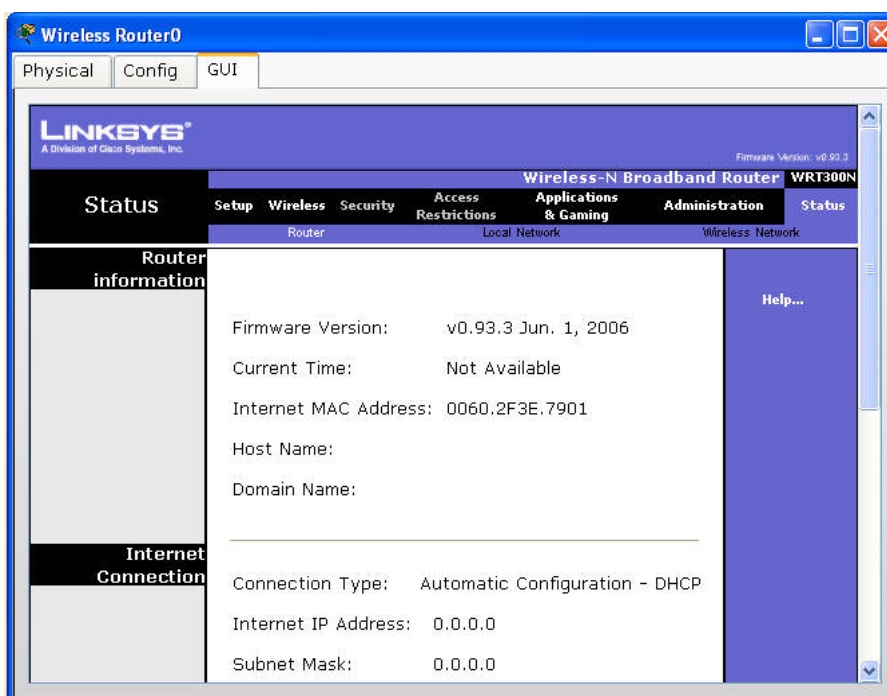 Wireless Router0
Physical Config GUI
LINKSYS®
A Division of Cisco Systems, Inc.
Firmware Version: v0.93.3
Wireless-N Broadband Router WRT300N
Status
Setup Wireless Security Access Restrictions Applications & Gaming Administration Status
Router Local Network Wireless Network
Router information
Help...
Firmware Version: v0.93.3 Jun. 1, 2006
Current Time: Not Available
Internet MAC Address: 0060.2F3E.7901
Host Name:
Domain Name:
Internet Connection
Connection Type: Automatic Configuration - DHCP
Internet IP Address: 0.0.0.0
Subnet Mask: 0.0.0.0